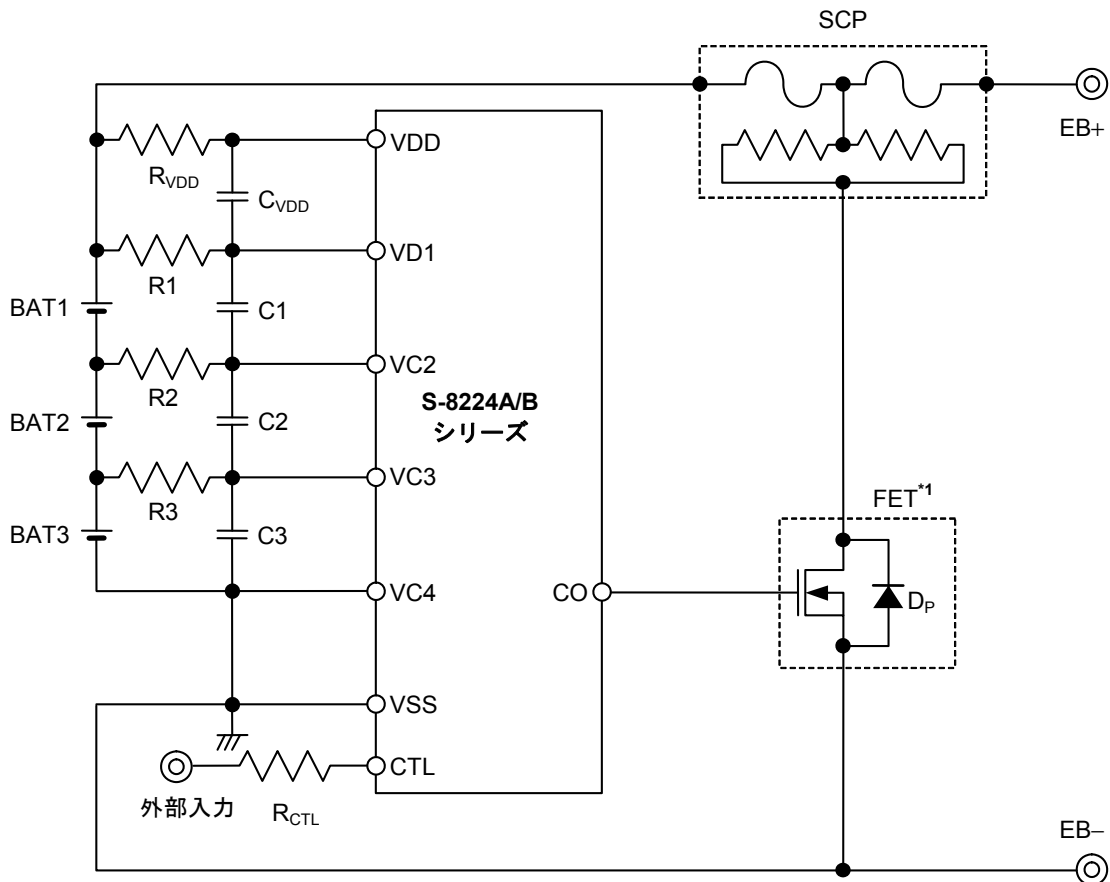 SCP
EB+
VDD
RVDD
CVDD
VD1
R1
BAT1
C1
VC2
R2
S-8224A/B
シリーズ
BAT2
C2
VC3
R3
FET*1
BAT3
C3
VC4
CO
DP
VSS
CTL
外部入力
RCTL
EB−